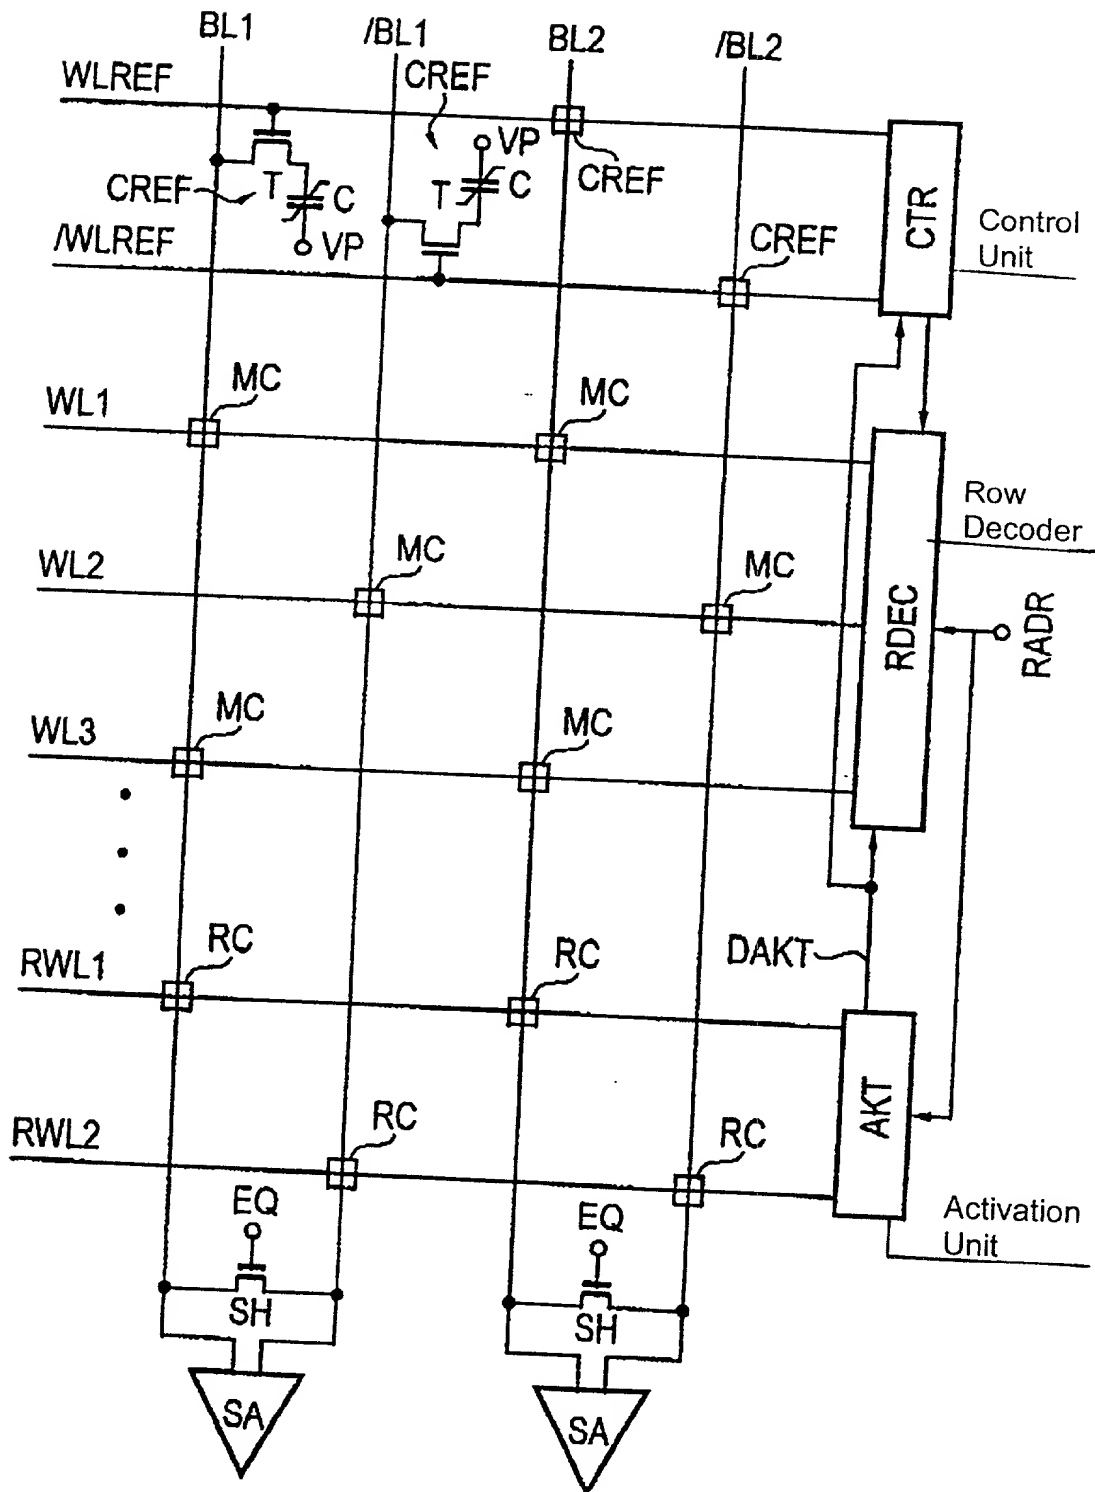 BL1 /BL1 BL2 /BL2
WLREF CREF
VP
T C CREF
CREF T C
VP
/WLREF CREF
CTR
Control
Unit
WL1 MC MC
Row
Decoder
WL2 MC MC
RDEC
RADR
WL3 MC MC
RWL1 RC RC DAKT
AKT
RWL2 RC RC
EQ EQ
Activation
Unit
SH SH
SA SA